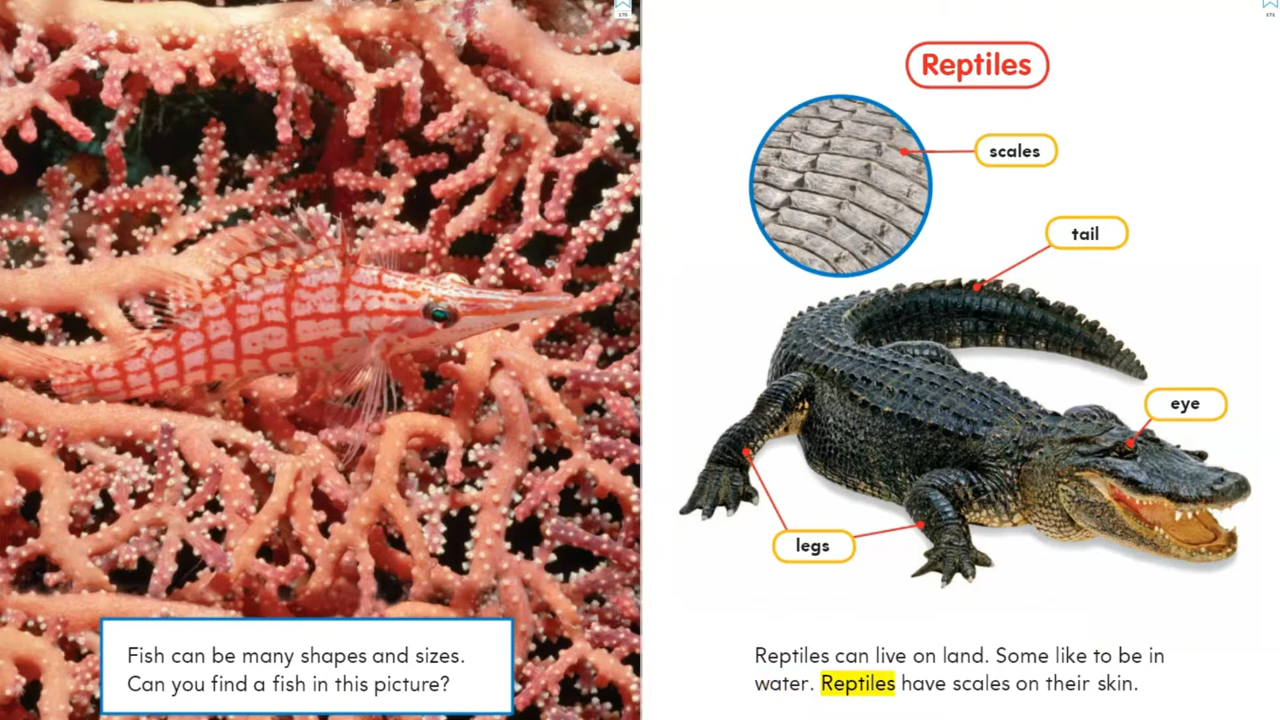 Fish can be many shapes and sizes.
Can you find a fish in this picture?
Reptiles
scales
tail
eye
legs
Reptiles can live on land. Some like to be in
water. Reptiles have scales on their skin.